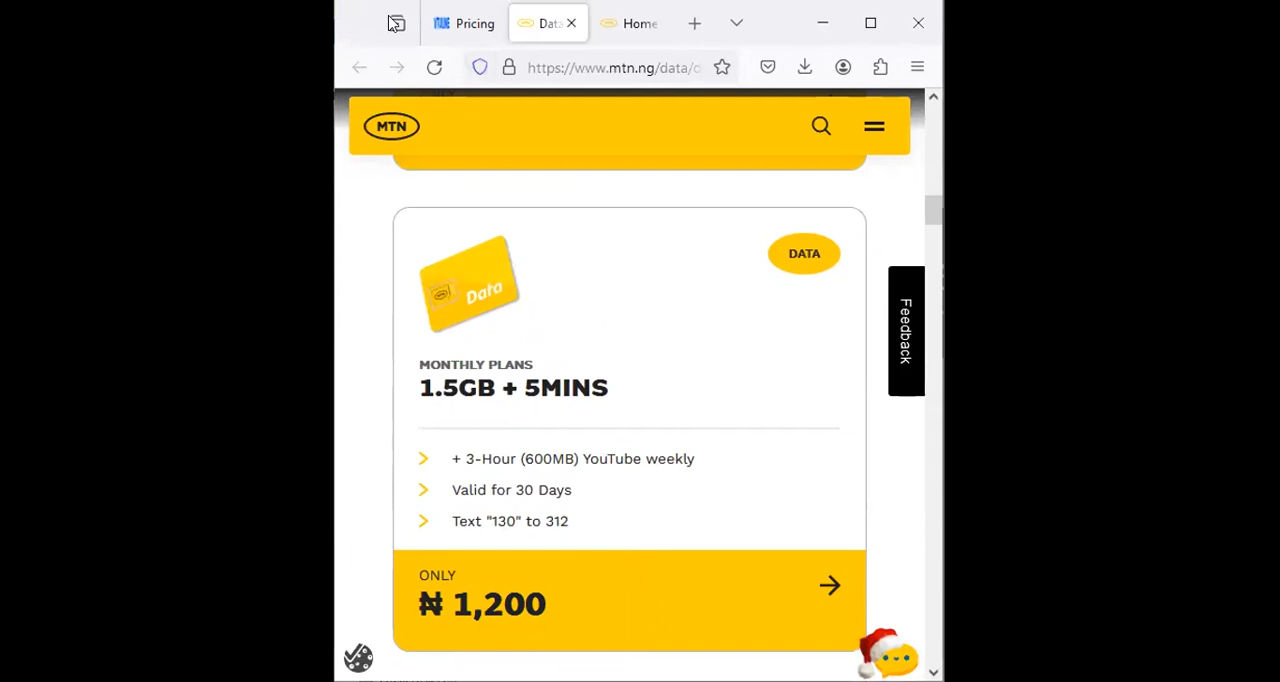 Pricing
Data
Home
https://www.mtn.ng/data/d
MTN
DATA
Data
Feedback
MONTHLY PLANS
1.5GB + 5MINS
+ 3-Hour (600MB) YouTube weekly
Valid for 30 Days
Text "130" to 312
ONLY
₦ 1,200